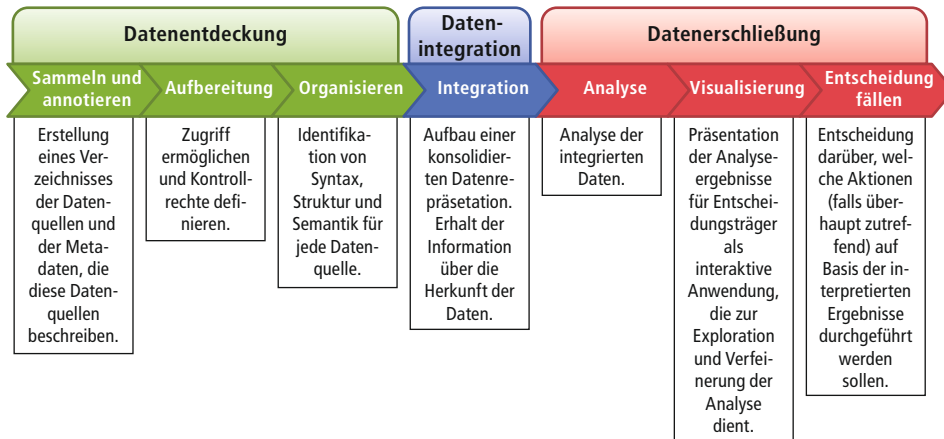 Datenentdeckung
Daten-
integration
Datenerschließung
Sammeln und
annotieren
Aufbereitung
Organisieren
Integration
Analyse
Visualisierung
Entscheidung
fällen
Erstellung
eines Ver-
zeichnisses
der Daten-
quellen und
der Meta-
daten, die
diese Daten-
quellen
beschreiben.
Zugriff
ermöglichen
und Kontroll-
rechte defi-
nieren.
Identifika-
tion von
Syntax,
Struktur und
Semantik für
jede Daten-
quelle.
Aufbau einer
konsolidier-
ten Datenre-
präsetation.
Erhalt der
Information
über die
Herkunft der
Daten.
Analyse der
integrierten
Daten.
Präsentation
der Analyse-
ergebnisse
für Entschei-
dungsträger
als
interaktive
Anwendung,
die zur
Exploration
und Verfei-
nerung der
Analyse
dient.
Entscheidung
darüber, wel-
che Aktionen
(falls über-
haupt zutref-
fend) auf
Basis der in-
terpretierten
Ergebnisse
durchgeführt
werden
sollen.